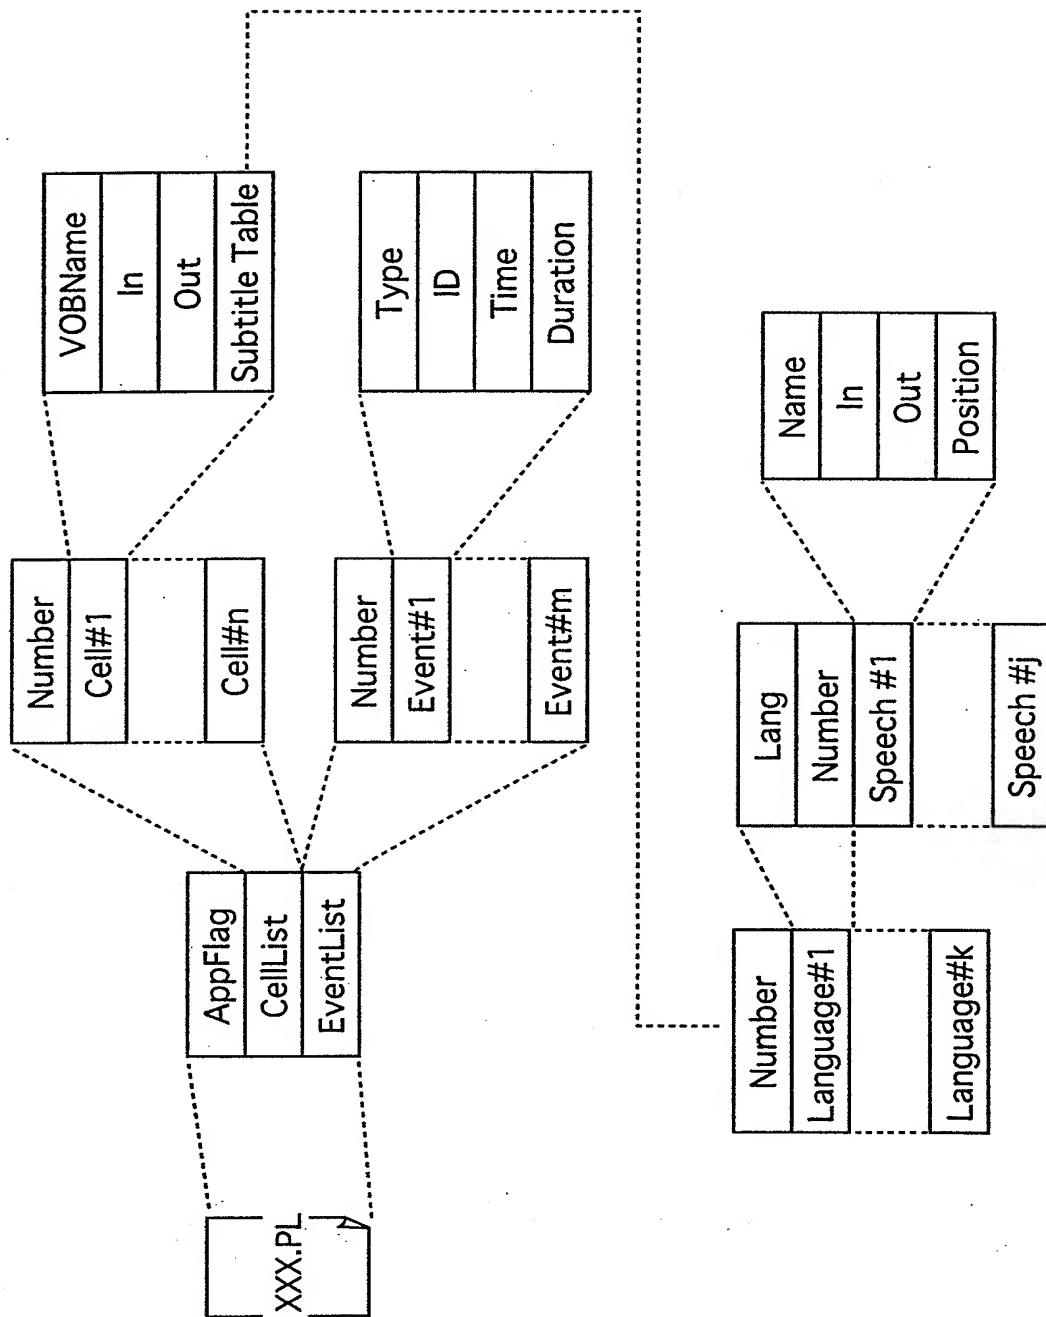 XXX.PL
AppFlag
CellList
EventList
Number
Cell#1
Cell#n
VOBName
In
Out
Subtitle Table
Number
Event#1
Event#m
Type
ID
Time
Duration
Number
Language#1
Language#k
Lang
Number
Speech #1
Speech #j
Name
In
Out
Position